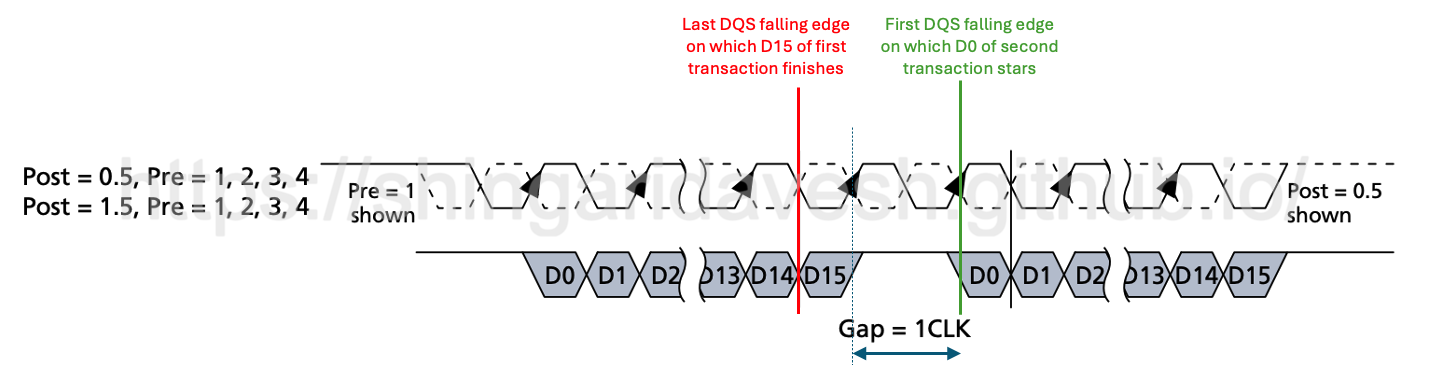 Last DQS falling edge
on which D15 of first
transaction finishes
First DQS falling edge
on which D0 of second
transaction stars
https://shingaridavesh.github.io/
Post = 0.5, Pre = 1, 2, 3, 4
Post = 1.5, Pre = 1, 2, 3, 4
Pre = 1
shown
Post = 0.5
shown
D0 D1 D2 D13 D14 D15 D0 D1 D2 D13 D14 D15
Gap = 1CLK